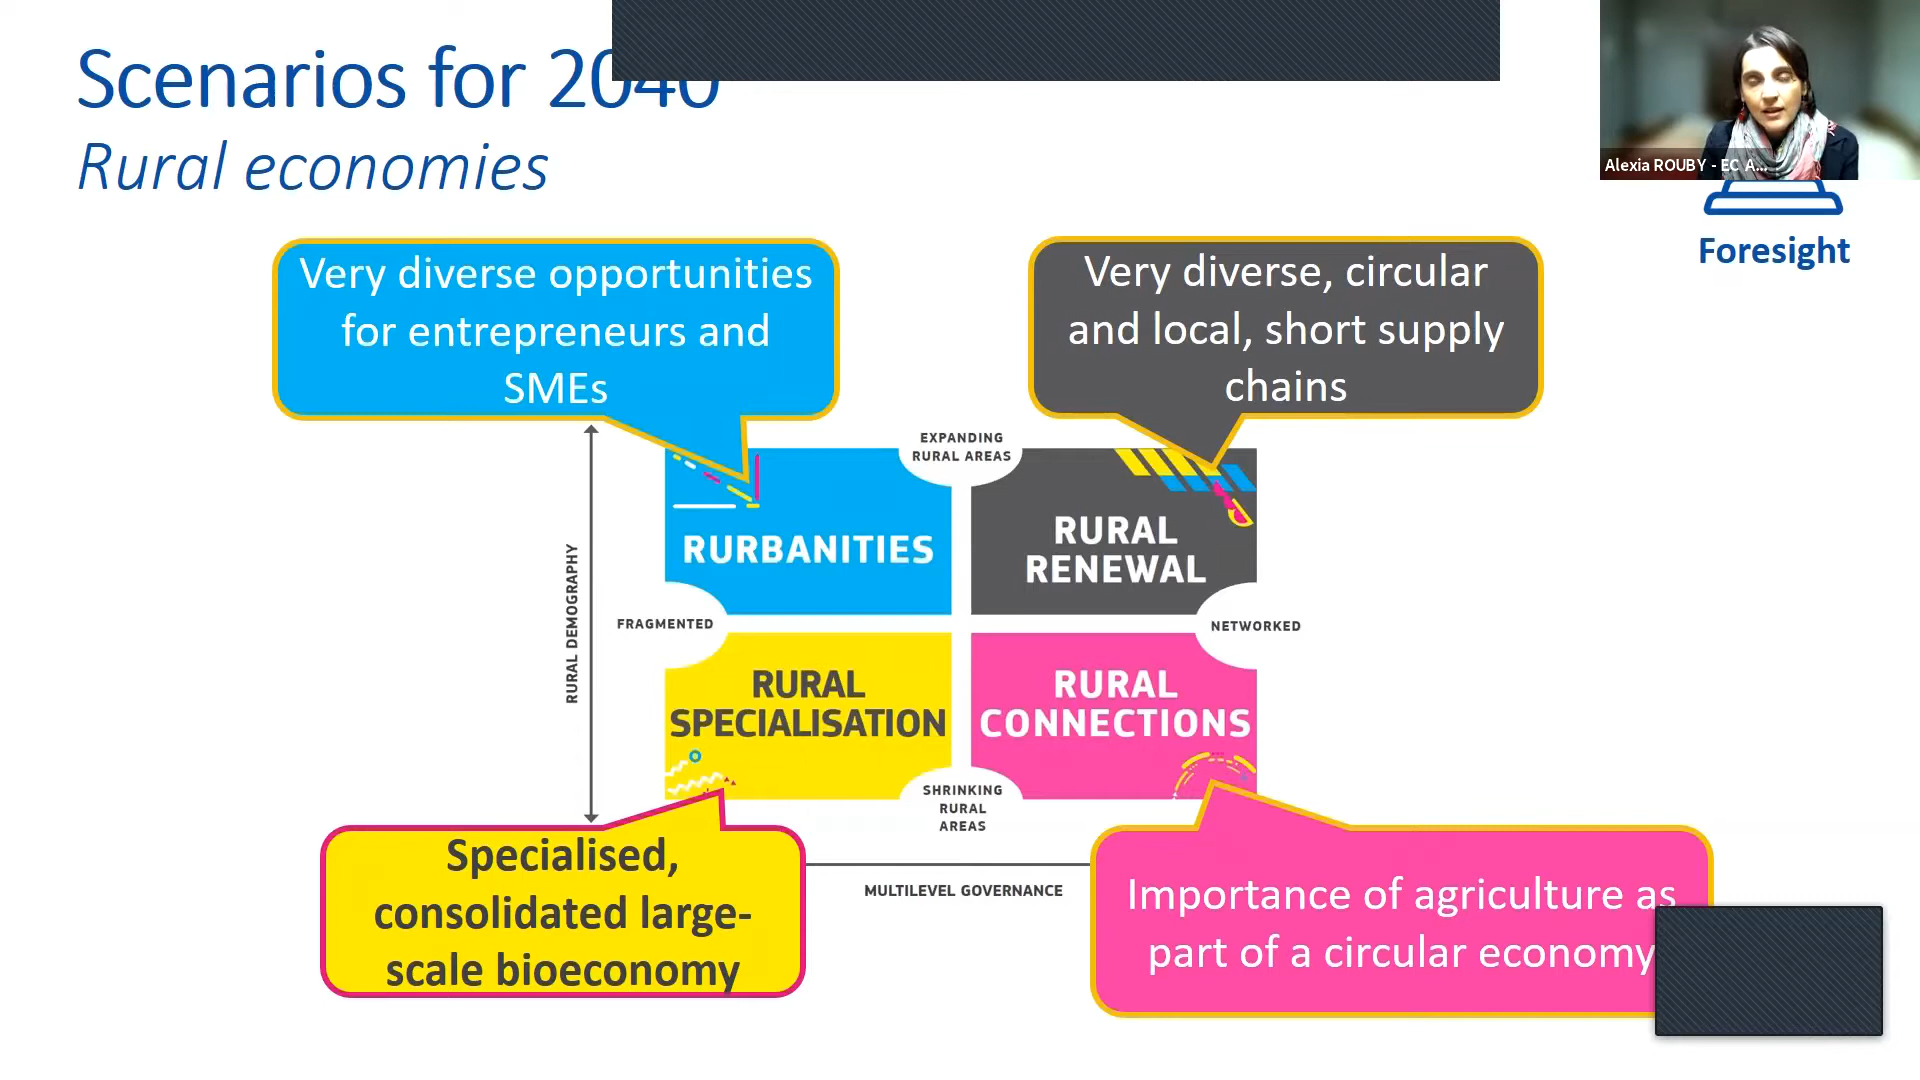 Scenarios for 2040
Rural economies
Alexia ROUBY - EC A...
Foresight
Very diverse opportunities
for entrepreneurs and
SMEs
Very diverse, circular
and local, short supply
chains
EXPANDING
RURAL AREAS
RURBANITIES
RURAL
RENEWAL
RURAL DEMOGRAPHY
FRAGMENTED
NETWORKED
RURAL
SPECIALISATION
RURAL
CONNECTIONS
SHRINKING
RURAL
AREAS
Specialised,
consolidated large-
scale bioeconomy
MULTILEVEL GOVERNANCE
Importance of agriculture as
part of a circular economy